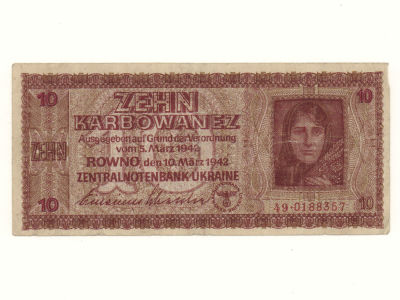 10 ZEHN 10
KARBOWANEZ
Ausgegeben auf Grund der Verordnung
vom 5. März 1942
ZEHN ROWNO, den 10. März 1942
ZENTRALNOTENBANK UKRAINE
10 10
49·0188357